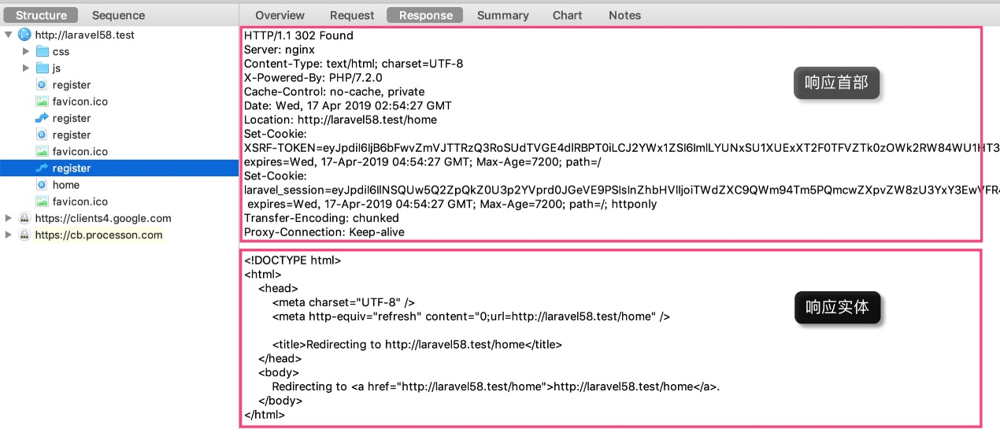 Structure
Sequence
Overview
Request
Response
Summary
Chart
Notes
http://laravel58.test
css
js
register
favicon.ico
register
register
favicon.ico
register
home
favicon.ico
https://clients4.google.com
https://cb.processon.com
HTTP/1.1 302 Found
Server: nginx
Content-Type: text/html; charset=UTF-8
X-Powered-By: PHP/7.2.0
Cache-Control: no-cache, private
Date: Wed, 17 Apr 2019 02:54:27 GMT
Location: http://laravel58.test/home
Set-Cookie:
XSRF-TOKEN=
expires=Wed, 17-Apr-2019 04:54:27 GMT; Max-Age=7200; path=/
Set-Cookie:
laravel_session=
expires=Wed, 17-Apr-2019 04:54:27 GMT; Max-Age=7200; path=/; httponly
Transfer-Encoding: chunked
Proxy-Connection: Keep-alive
响应首部
<!DOCTYPE html>
<html>
<head>
<meta charset="UTF-8" />
<meta http-equiv="refresh" content="0;url=http://laravel58.test/home" />
<title>Redirecting to http://laravel58.test/home</title>
</head>
<body>
Redirecting to <a href="http://laravel58.test/home">http://laravel58.test/home</a>.
</body>
</html>
响应实体